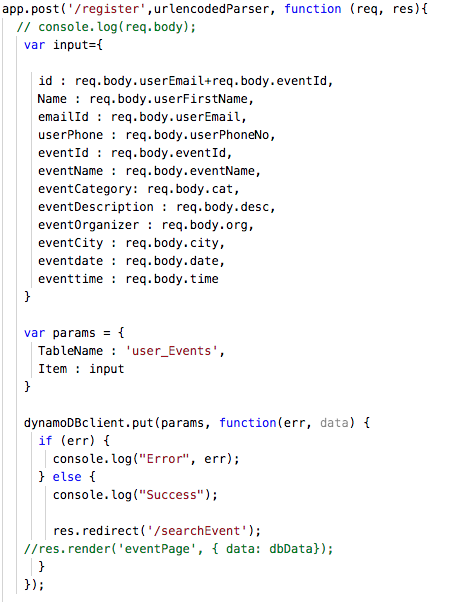 app.post('/register',urlencodedParser, function (req, res){
// console.log(req.body);
var input={
id : req.body.userEmail+req.body.eventId,
Name : req.body.userFirstName,
emailId : req.body.userEmail,
userPhone : req.body.userPhoneNo,
eventId : req.body.eventId,
eventName : req.body.eventName,
eventCategory: req.body.cat,
eventDescription : req.body.desc,
eventOrganizer : req.body.org,
eventCity : req.body.city,
eventdate : req.body.date,
eventtime : req.body.time
}
var params = {
TableName : 'user_Events',
Item : input
}
dynamoDBclient.put(params, function(err, data) {
if (err) {
console.log("Error", err);
} else {
console.log("Success");
res.redirect('/searchEvent');
//res.render('eventPage', { data: dbData});
}
});